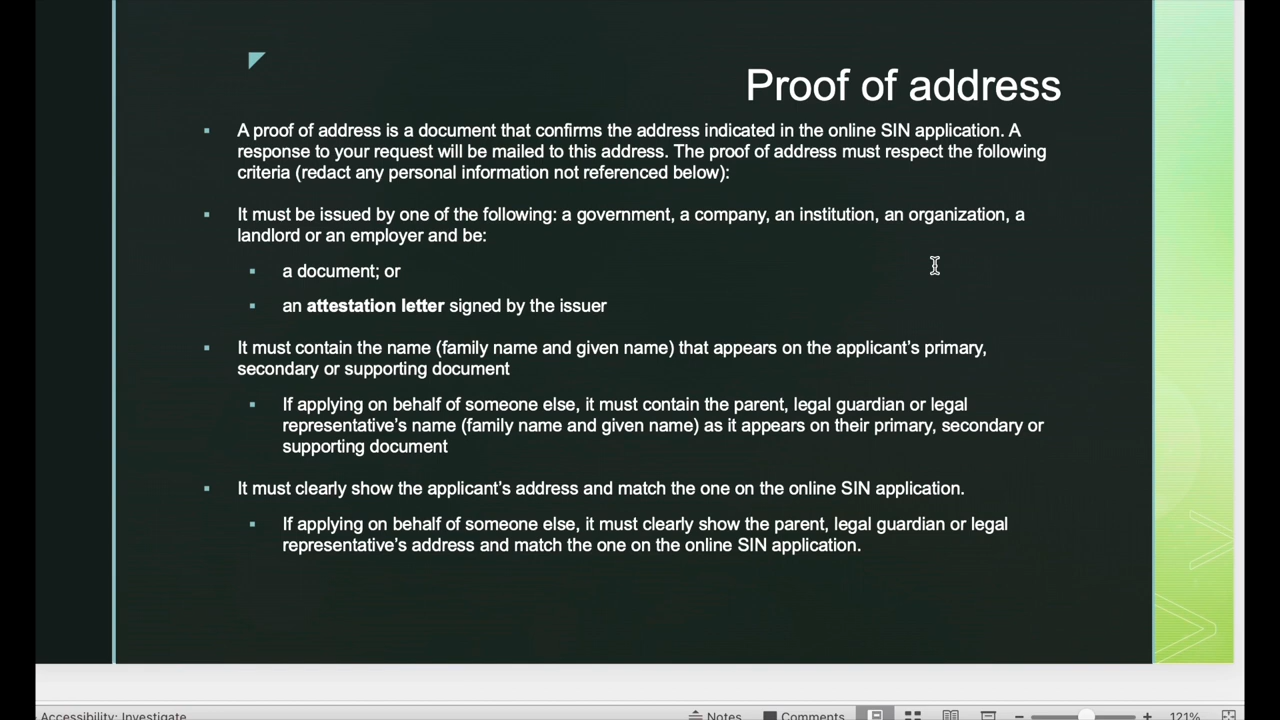 Proof of address
▪ A proof of address is a document that confirms the address indicated in the online SIN application. A
response to your request will be mailed to this address. The proof of address must respect the following
criteria (redact any personal information not referenced below):
▪ It must be issued by one of the following: a government, a company, an institution, an organization, a
landlord or an employer and be:
▪ a document; or
▪ an attestation letter signed by the issuer
▪ It must contain the name (family name and given name) that appears on the applicant's primary,
secondary or supporting document
▪ If applying on behalf of someone else, it must contain the parent, legal guardian or legal
representative's name (family name and given name) as it appears on their primary, secondary or
supporting document
▪ It must clearly show the applicant's address and match the one on the online SIN application.
▪ If applying on behalf of someone else, it must clearly show the parent, legal guardian or legal
representative's address and match the one on the online SIN application.
Accessibility: Investigate Notes Comments 121%